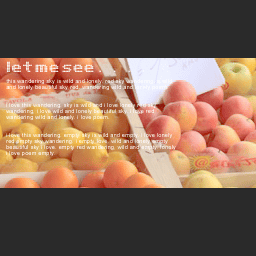 letmesee
this wandering. sky is wild and lonely. red sky
and lonely beautiful sky red. wandering wild and
i love this wandering. sky is wild and i love lonely red sky
wandering. i love wild and lonely beautiful sky. i love red
wandering wild and lonely. i love poem.
i love this wandering. empty sky is wild and empty. i love lonely
red empty sky wandering. i empty love. wild and lonely empty
beautiful sky i love. empty red wandering. wild and empty lonely
i love poem empty.